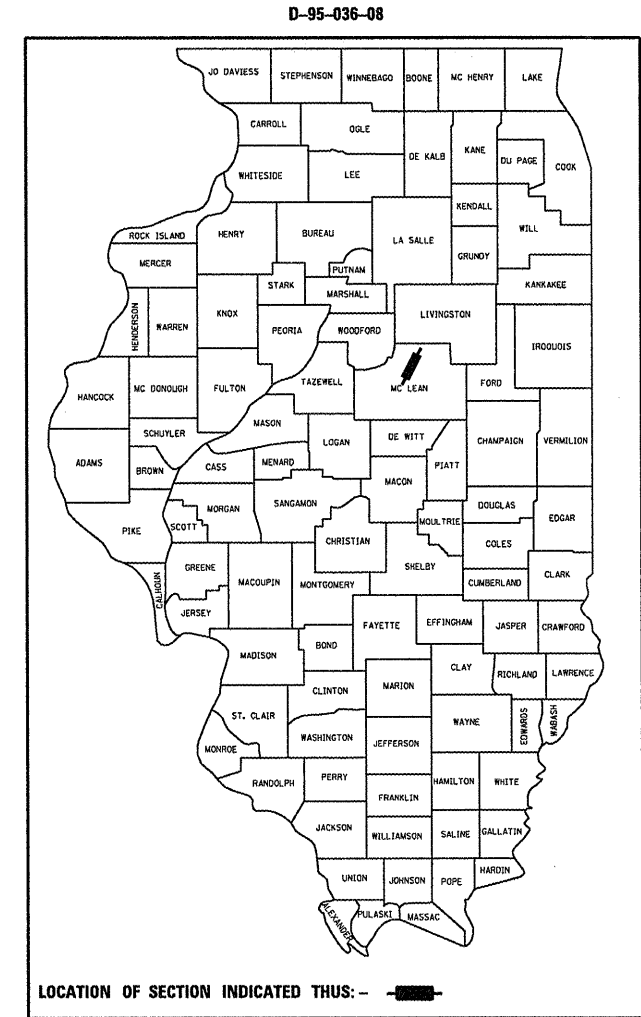 D-95-036-08
JO DAVIESS STEPHENSON WINNEBAGO BOONE MC HENRY LAKE
CARROLL OGLE
DE KALB KANE DU PAGE COOK
WHITESIDE LEE
KENDALL
ROCK ISLAND HENRY BUREAU LA SALLE WILL
MERCER PUTNAM GRUNDY
STARK MARSHALL KANKAKEE
HENDERSON WARREN KNOX PEORIA WOODFORD LIVINGSTON
IROQUOIS
HANCOCK MC DONOUGH FULTON TAZEWELL MC LEAN FORD
MASON
SCHUYLER LOGAN DE WITT CHAMPAIGN VERMILION
ADAMS BROWN CASS MENARD MACON PIATT
MORGAN SANGAMON DOUGLAS EDGAR
PIKE SCOTT CHRISTIAN MOULTRIE COLES
GREENE SHELBY
CALHOUN MACOUPIN MONTGOMERY CUMBERLAND CLARK
JERSEY
FAYETTE EFFINGHAM JASPER CRAWFORD
MADISON BOND
CLAY RICHLAND LAWRENCE
CLINTON MARION
ST. CLAIR WAYNE EDWARDS WABASH
WASHINGTON JEFFERSON
MONROE
RANDOLPH PERRY HAMILTON WHITE
FRANKLIN
JACKSON WILLIAMSON SALINE GALLATIN
UNION JOHNSON POPE HARDIN
ALEXANDER PULASKI MASSAC
LOCATION OF SECTION INDICATED THUS: -